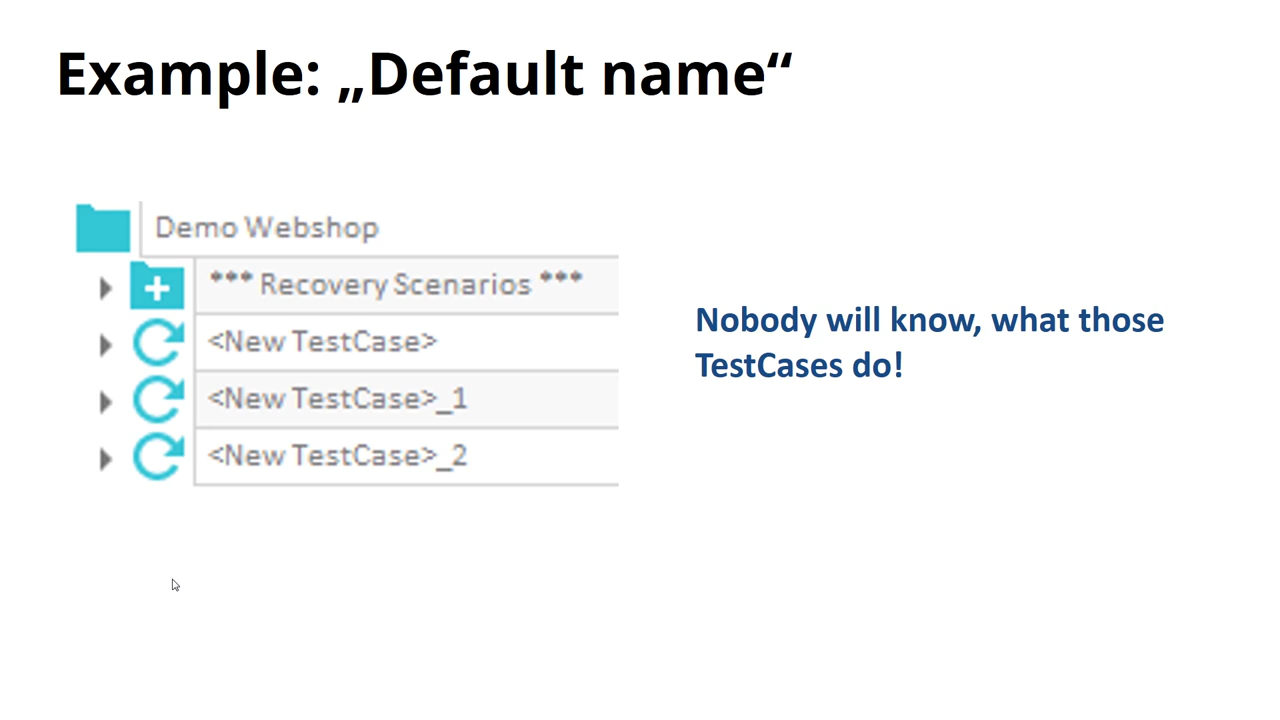 Example: „Default name“
Demo Webshop
*** Recovery Scenarios ***
<New TestCase>
<New TestCase>_1
<New TestCase>_2
Nobody will know, what those
TestCases do!